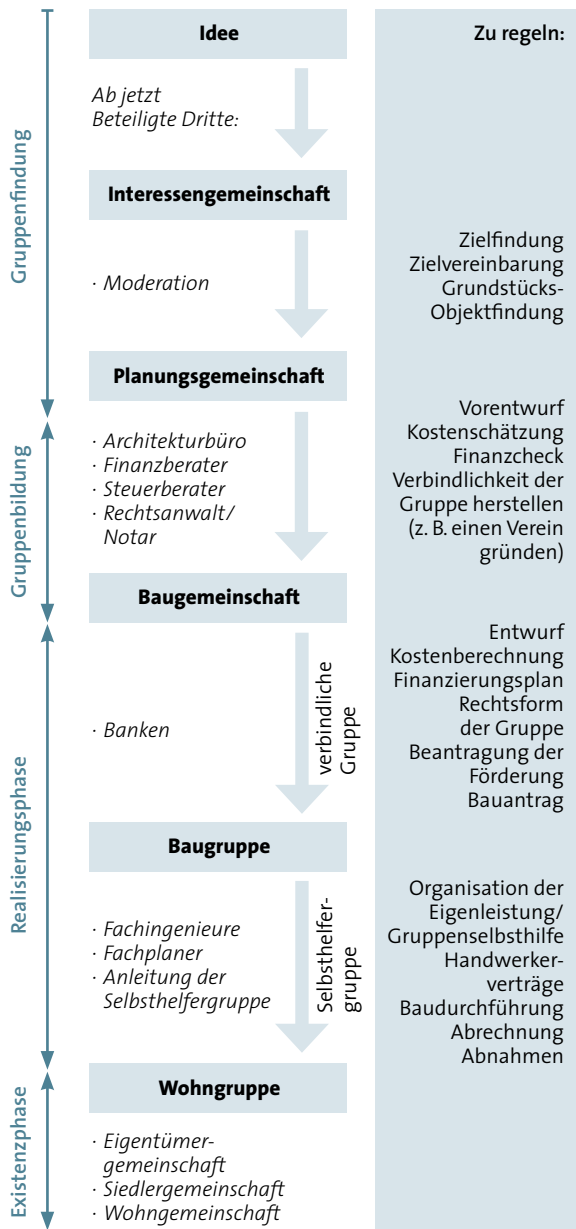 Idee
Zu regeln:
Gruppenfindung
Ab jetzt
Beteiligte Dritte:
Interessengemeinschaft
· Moderation
Zielfindung
Zielvereinbarung
Grundstücks-
Objektfindung
Planungsgemeinschaft
Gruppenbildung
· Architekturbüro
· Finanzberater
· Steuerberater
· Rechtsanwalt/
Notar
Vorentwurf
Kostenschätzung
Finanzcheck
Verbindlichkeit der
Gruppe herstellen
(z. B. einen Verein
gründen)
Baugemeinschaft
Realisierungsphase
· Banken
verbindliche
Gruppe
Entwurf
Kostenberechnung
Finanzierungsplan
Rechtsform
der Gruppe
Beantragung der
Förderung
Bauantrag
Baugruppe
· Fachingenieure
· Fachplaner
· Anleitung der
Selbsthelfergruppe
Selbsthelfer-
gruppe
Organisation der
Eigenleistung/
Gruppenselbsthilfe
Handwerker-
verträge
Baudurchführung
Abrechnung
Abnahmen
Wohngruppe
Existenzphase
· Eigentümer-
gemeinschaft
· Siedlergemeinschaft
· Wohngemeinschaft